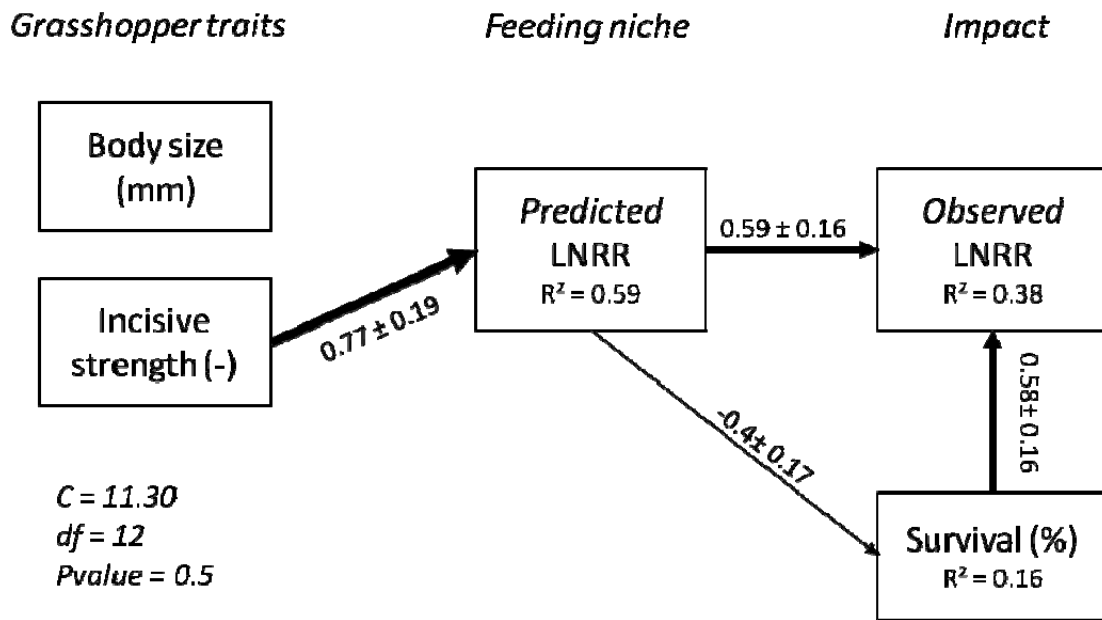 Grasshopper traits
Feeding niche
Impact
Body size
(mm)
Incisive
strength (-)
0.77 ± 0.19
Predicted
LNRR
R² = 0.59
0.59 ± 0.16
Observed
LNRR
R² = 0.38
-0.4± 0.17
0.58± 0.16
Survival (%)
R² = 0.16
C = 11.30
df = 12
Pvalue = 0.5